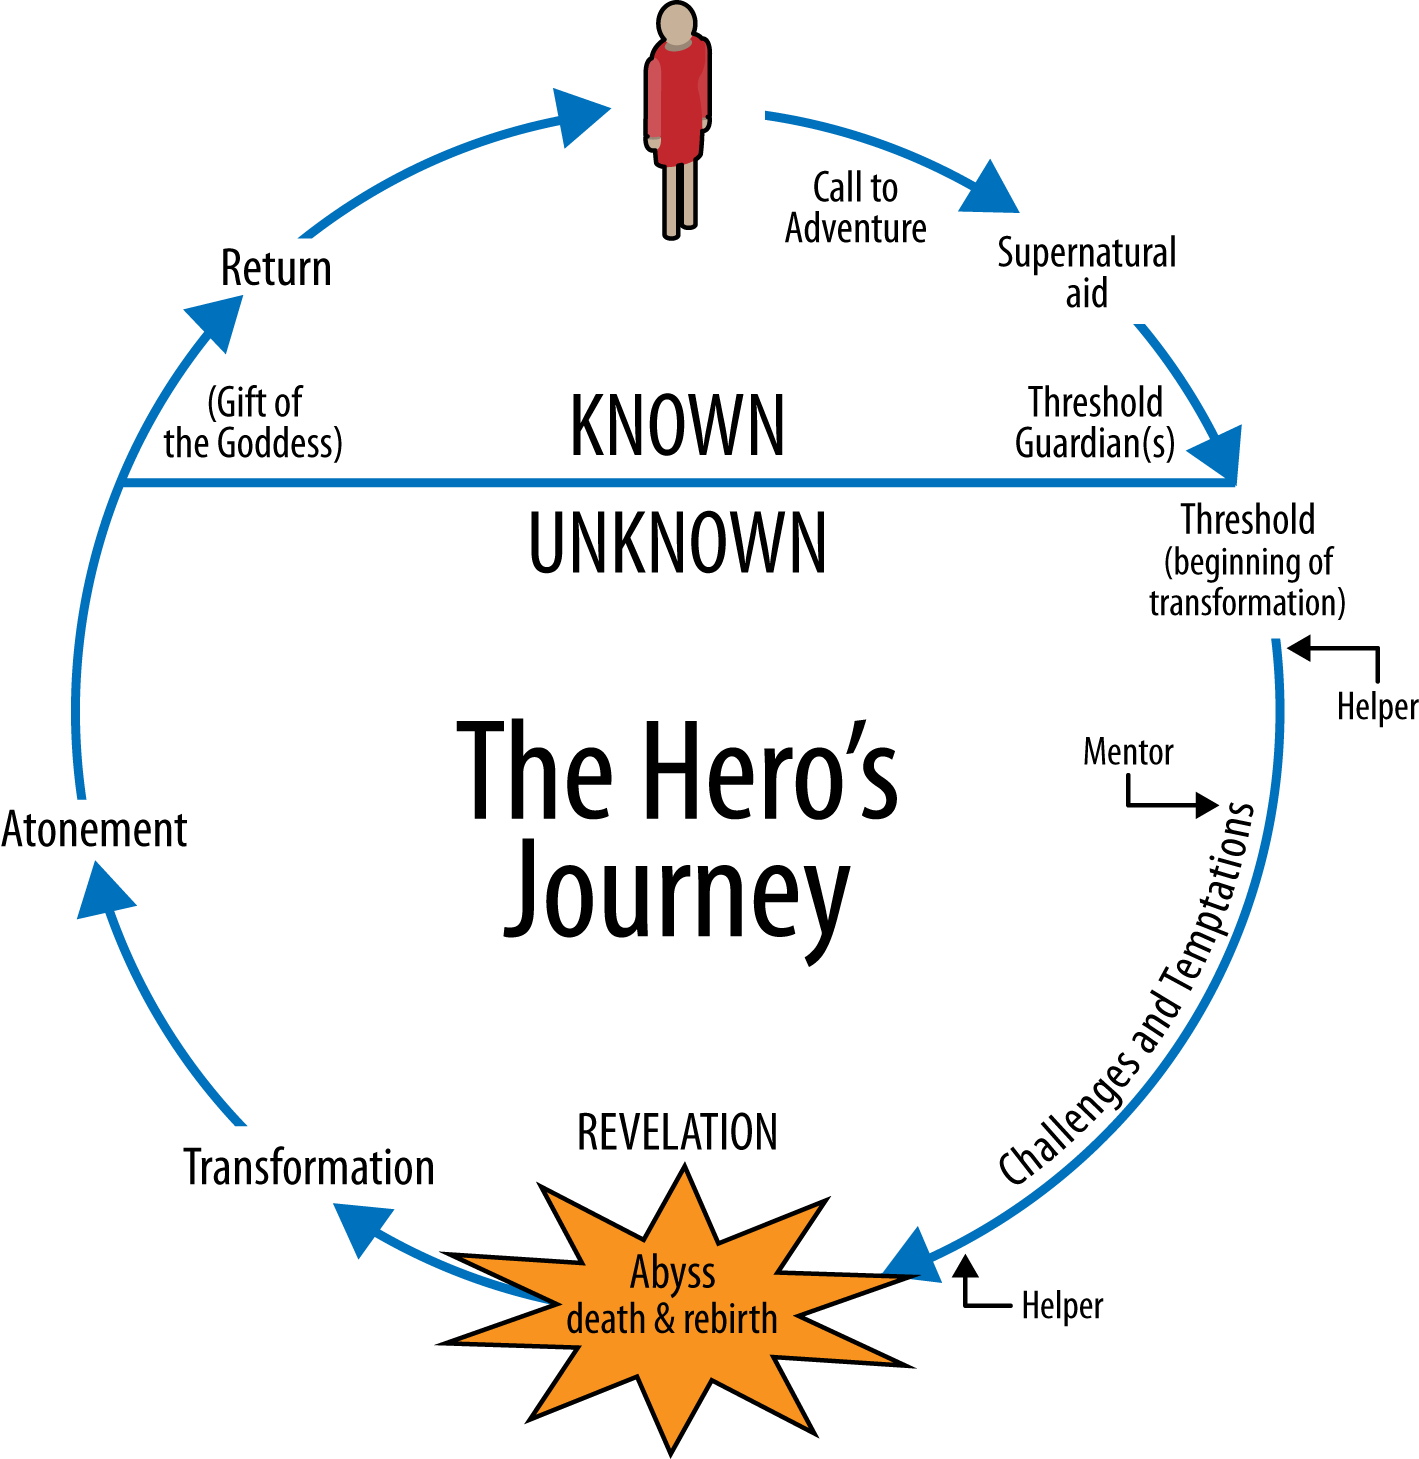 Call to
Adventure
Supernatural
aid
Return
(Gift of
the Goddess)
KNOWN
Threshold
Guardian(s)
UNKNOWN
Threshold
(beginning of
transformation)
Helper
Mentor
The Hero’s
Journey
Challenges and Temptations
Atonement
REVELATION
Transformation
Abyss
death & rebirth
Helper